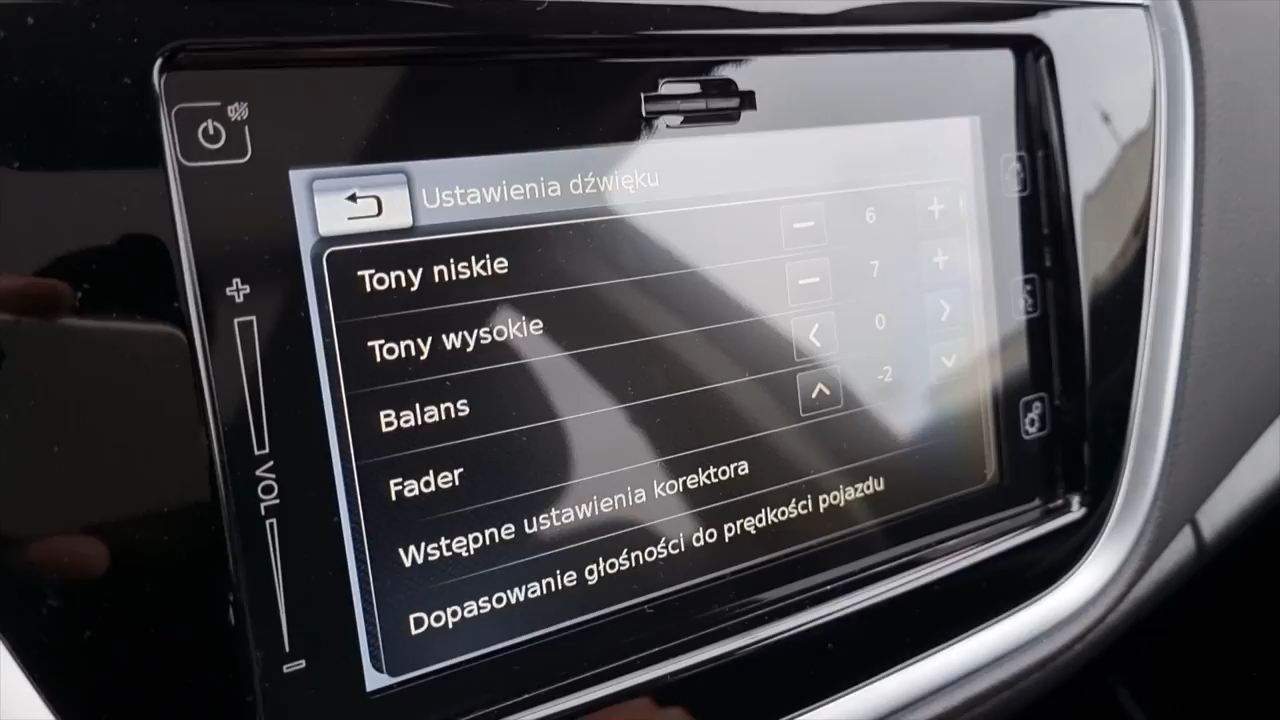 Ustawienia dźwięku
Tony niskie 6
Tony wysokie 7
Balans 0
Fader -2
Wstępne ustawienia korektora
Dopasowanie głośności do prędkości pojazdu
VOL